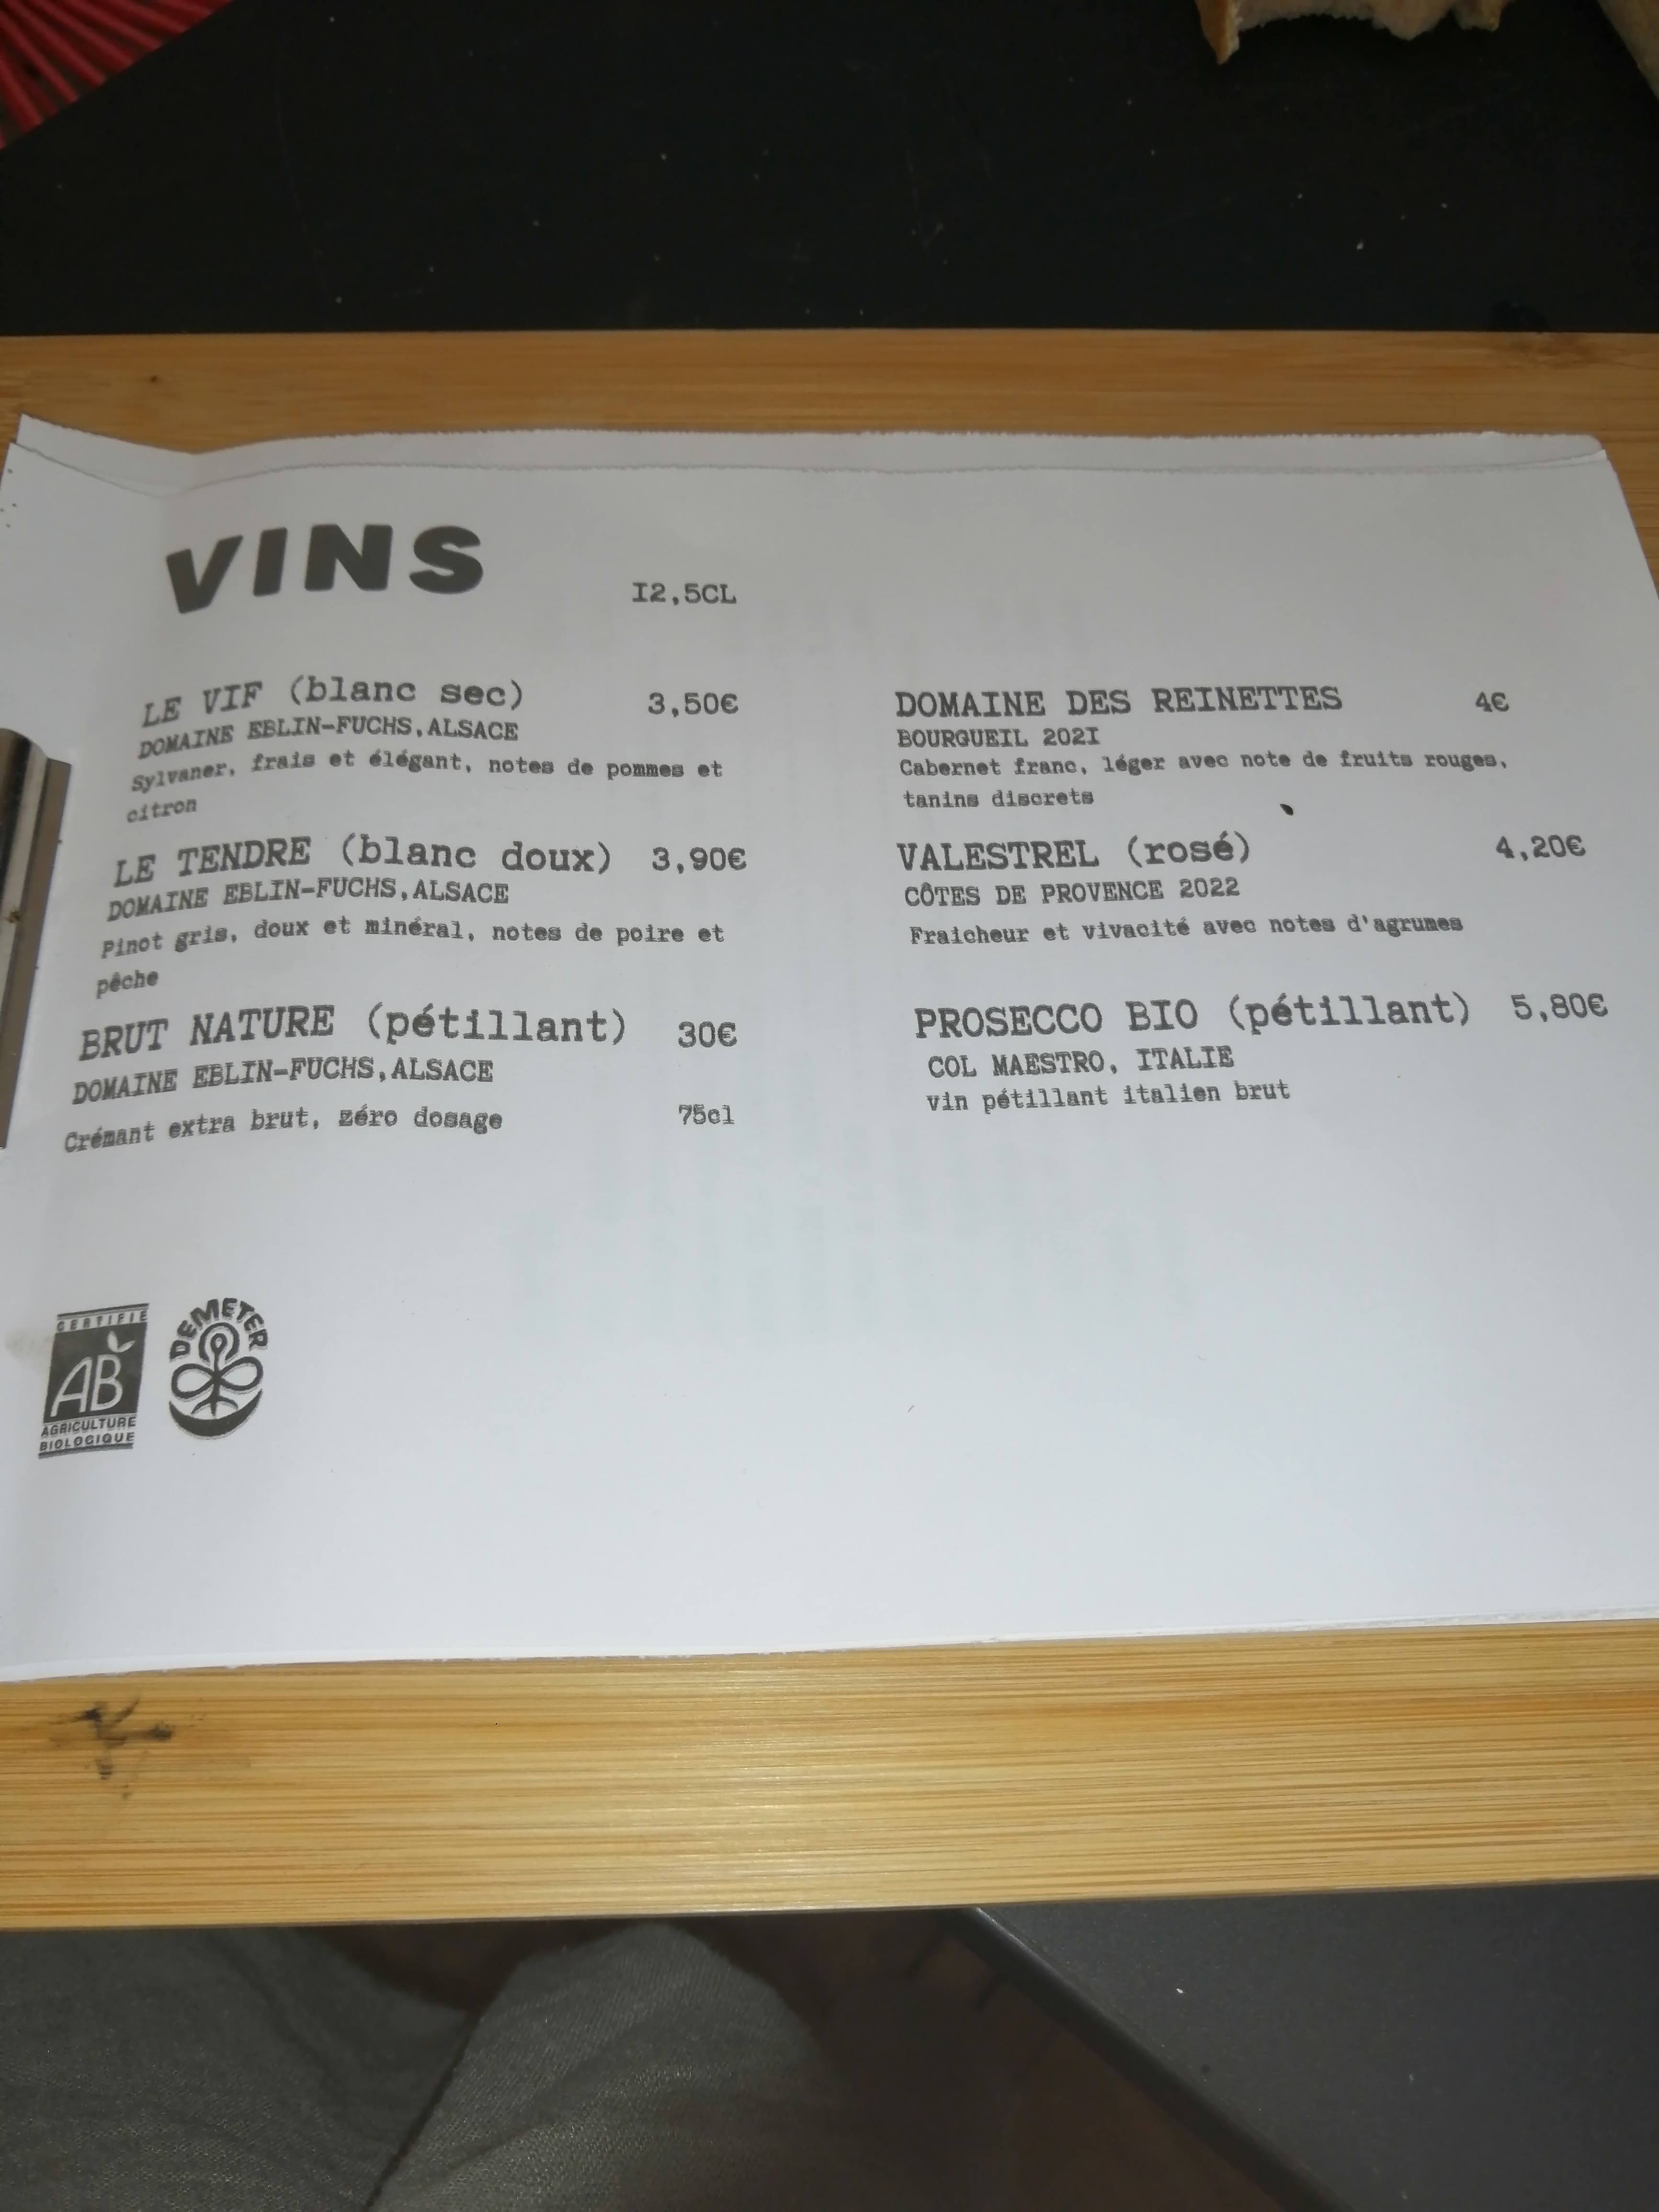 VINS
I2,5CL
LE VIF (blanc sec) 3,50€
DOMAINE EBLIN-FUCHS,ALSACE
Sylvaner, frais et élégant, notes de pommes et
citron
LE TENDRE (blanc doux) 3,90€
DOMAINE EBLIN-FUCHS,ALSACE
Pinot gris, doux et minéral, notes de poire et
pêche
BRUT NATURE (pétillant) 30€
DOMAINE EBLIN-FUCHS,ALSACE
Crémant extra brut, zéro dosage 75cl
DOMAINE DES REINETTES 4€
BOURGUEIL 202I
Cabernet franc, léger avec note de fruits rouges,
tanins discrets
VALESTREL (rosé) 4,20€
CÔTES DE PROVENCE 2022
Fraicheur et vivacité avec notes d'agrumes
PROSECCO BIO (pétillant) 5,80€
COL MAESTRO, ITALIE
vin pétillant italien brut
CERTIFIÉ
AB
AGRICULTURE
BIOLOGIQUE
DEMETER